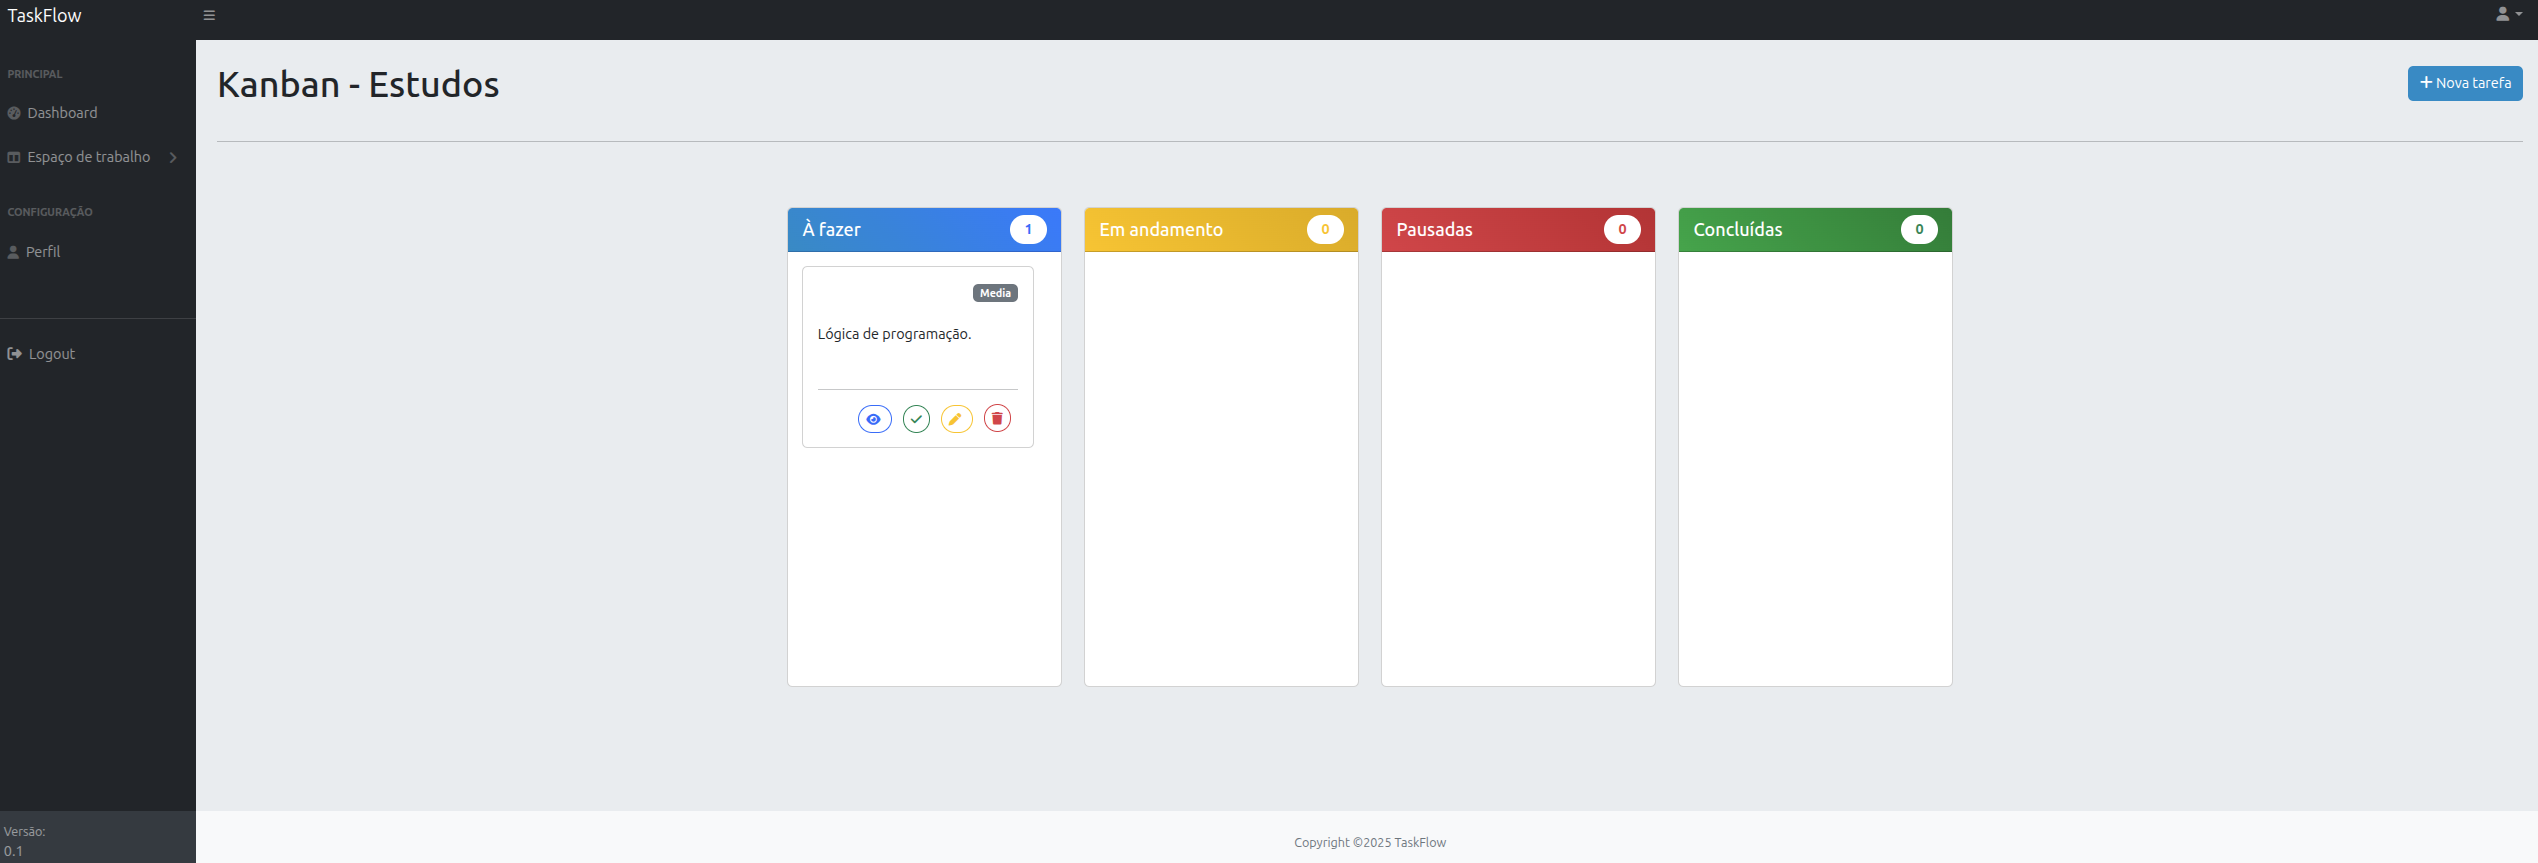 TaskFlow
PRINCIPAL
Dashboard
Espaço de trabalho
CONFIGURAÇÃO
Perfil
Logout
Versão:
0.1
Kanban - Estudos
Nova tarefa
À fazer 1
Media
Lógica de programação.
Em andamento 0
Pausadas 0
Concluídas 0
Copyright ©2025 TaskFlow